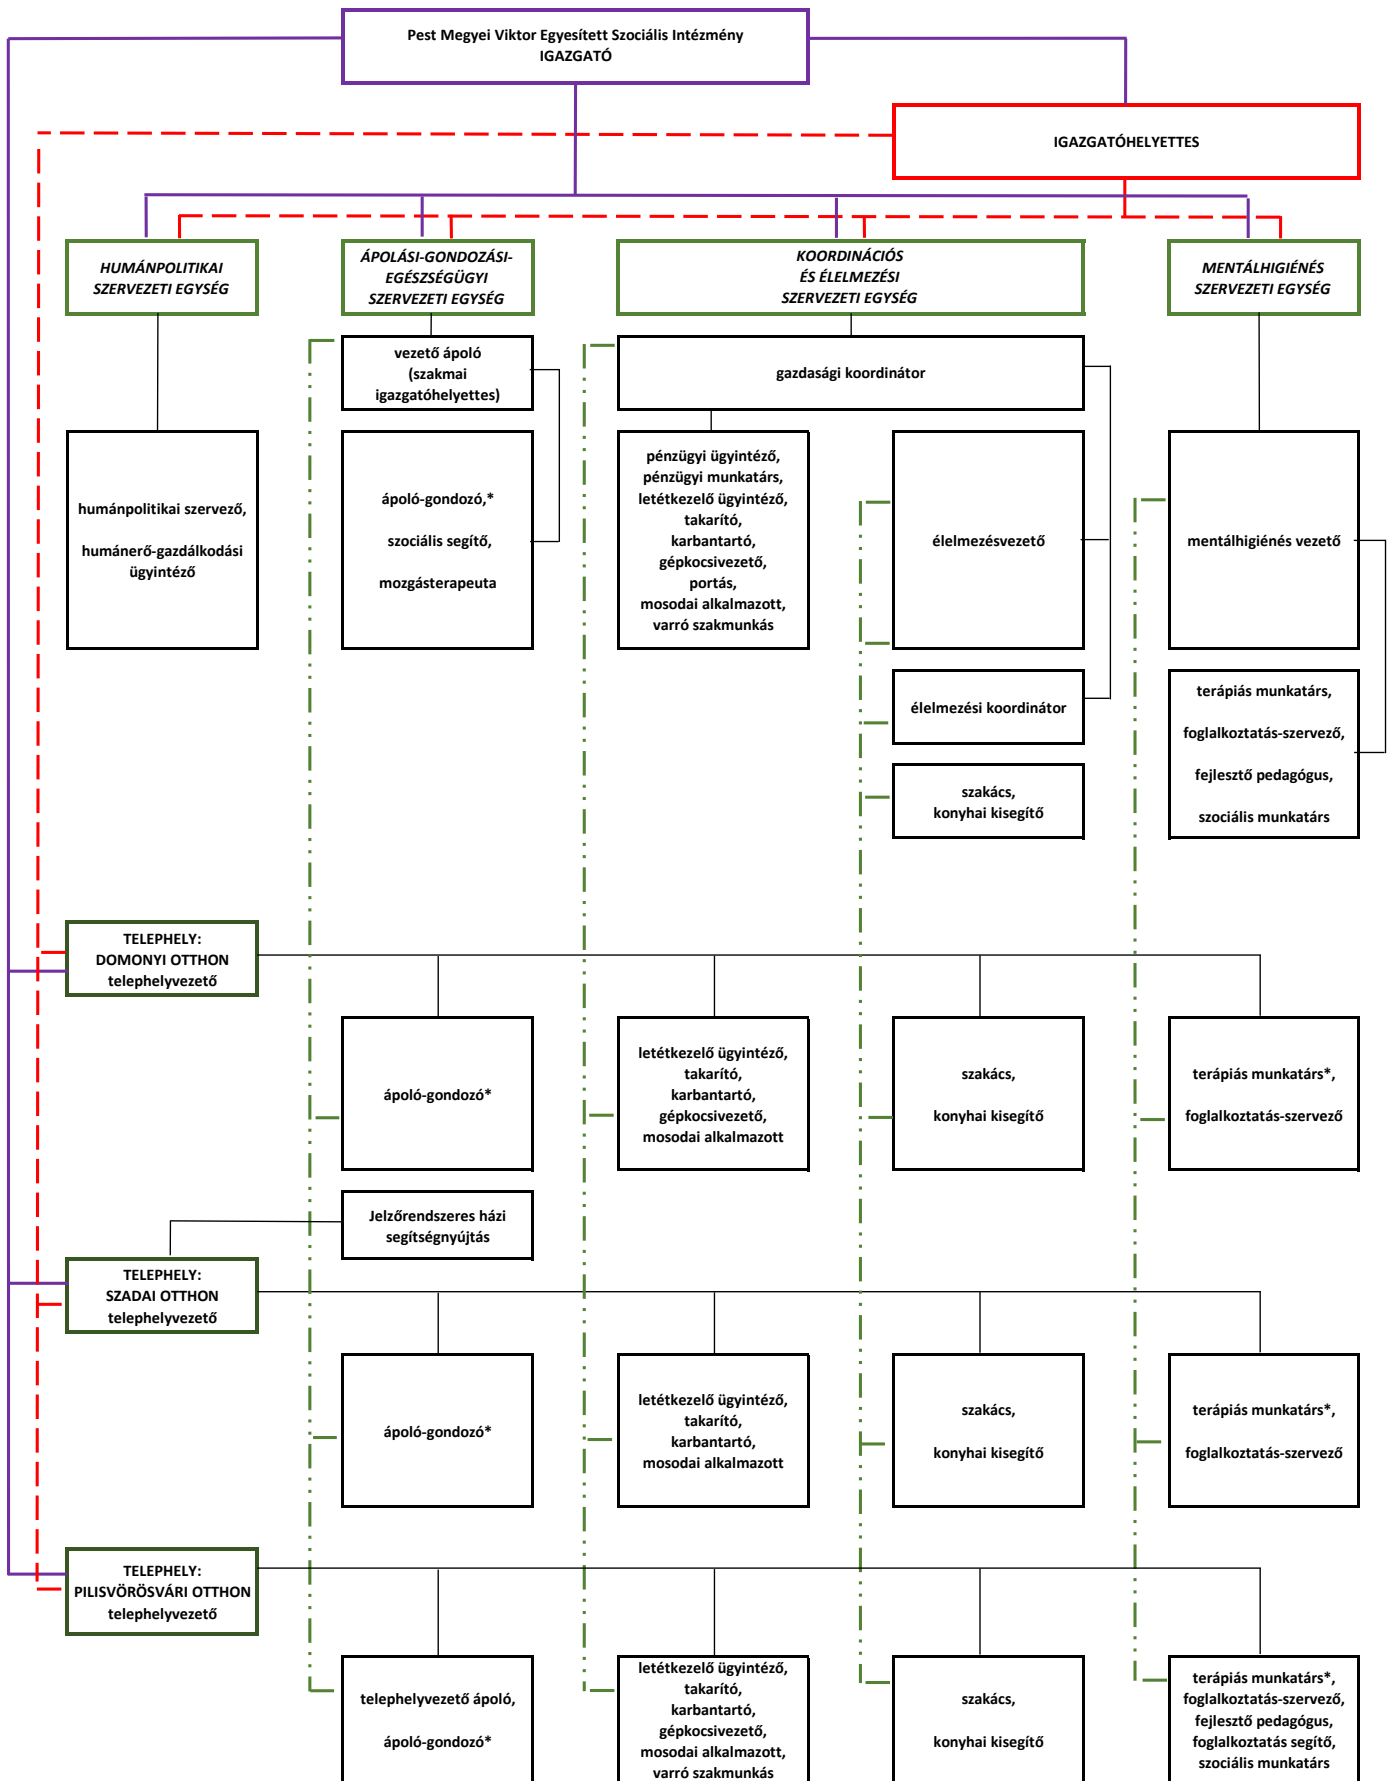 Pest Megyei Viktor Egyesített Szociális Intézmény
IGAZGATÓ
IGAZGATÓHELYETTES
HUMÁNPOLITIKAI
SZERVEZETI EGYSÉG
ÁPOLÁSI-GONDOZÁSI-
EGÉSZSÉGÜGYI
SZERVEZETI EGYSÉG
KOORDINÁCIÓS
ÉS ÉLELMEZÉSI
SZERVEZETI EGYSÉG
MENTÁLHIGIÉNÉS
SZERVEZETI EGYSÉG
vezető ápoló
(szakmai
igazgatóhelyettes)
gazdasági koordinátor
humánpolitikai szervező,
humánerő-gazdálkodási
ügyintéző
ápoló-gondozó,*
szociális segítő,
mozgásterapeuta
pénzügyi ügyintéző,
pénzügyi munkatárs,
letétkezelő ügyintéző,
takarító,
karbantartó,
gépkocsivezető,
portás,
mosodai alkalmazott,
varró szakmunkás
élelmezésvezető
mentálhigiénés vezető
élelmezési koordinátor
szakács,
konyhai kisegítő
terápiás munkatárs,
foglalkoztatás-szervező,
fejlesztő pedagógus,
szociális munkatárs
TELEPHELY:
DOMONYI OTTHON
telephelyvezető
ápoló-gondozó*
letétkezelő ügyintéző,
takarító,
karbantartó,
gépkocsivezető,
mosodai alkalmazott
szakács,
konyhai kisegítő
terápiás munkatárs*,
foglalkoztatás-szervező
Jelzőrendszeres házi
segítségnyújtás
TELEPHELY:
SZADAI OTTHON
telephelyvezető
ápoló-gondozó*
letétkezelő ügyintéző,
takarító,
karbantartó,
mosodai alkalmazott
szakács,
konyhai kisegítő
terápiás munkatárs*,
foglalkoztatás-szervező
TELEPHELY:
PILISVÖRÖSVÁRI OTTHON
telephelyvezető
telephelyvezető ápoló,
ápoló-gondozó*
letétkezelő ügyintéző,
takarító,
karbantartó,
gépkocsivezető,
mosodai alkalmazott,
varró szakmunkás
szakács,
konyhai kisegítő
terápiás munkatárs*,
foglalkoztatás-szervező,
fejlesztő pedagógus,
foglalkoztatás segítő,
szociális munkatárs